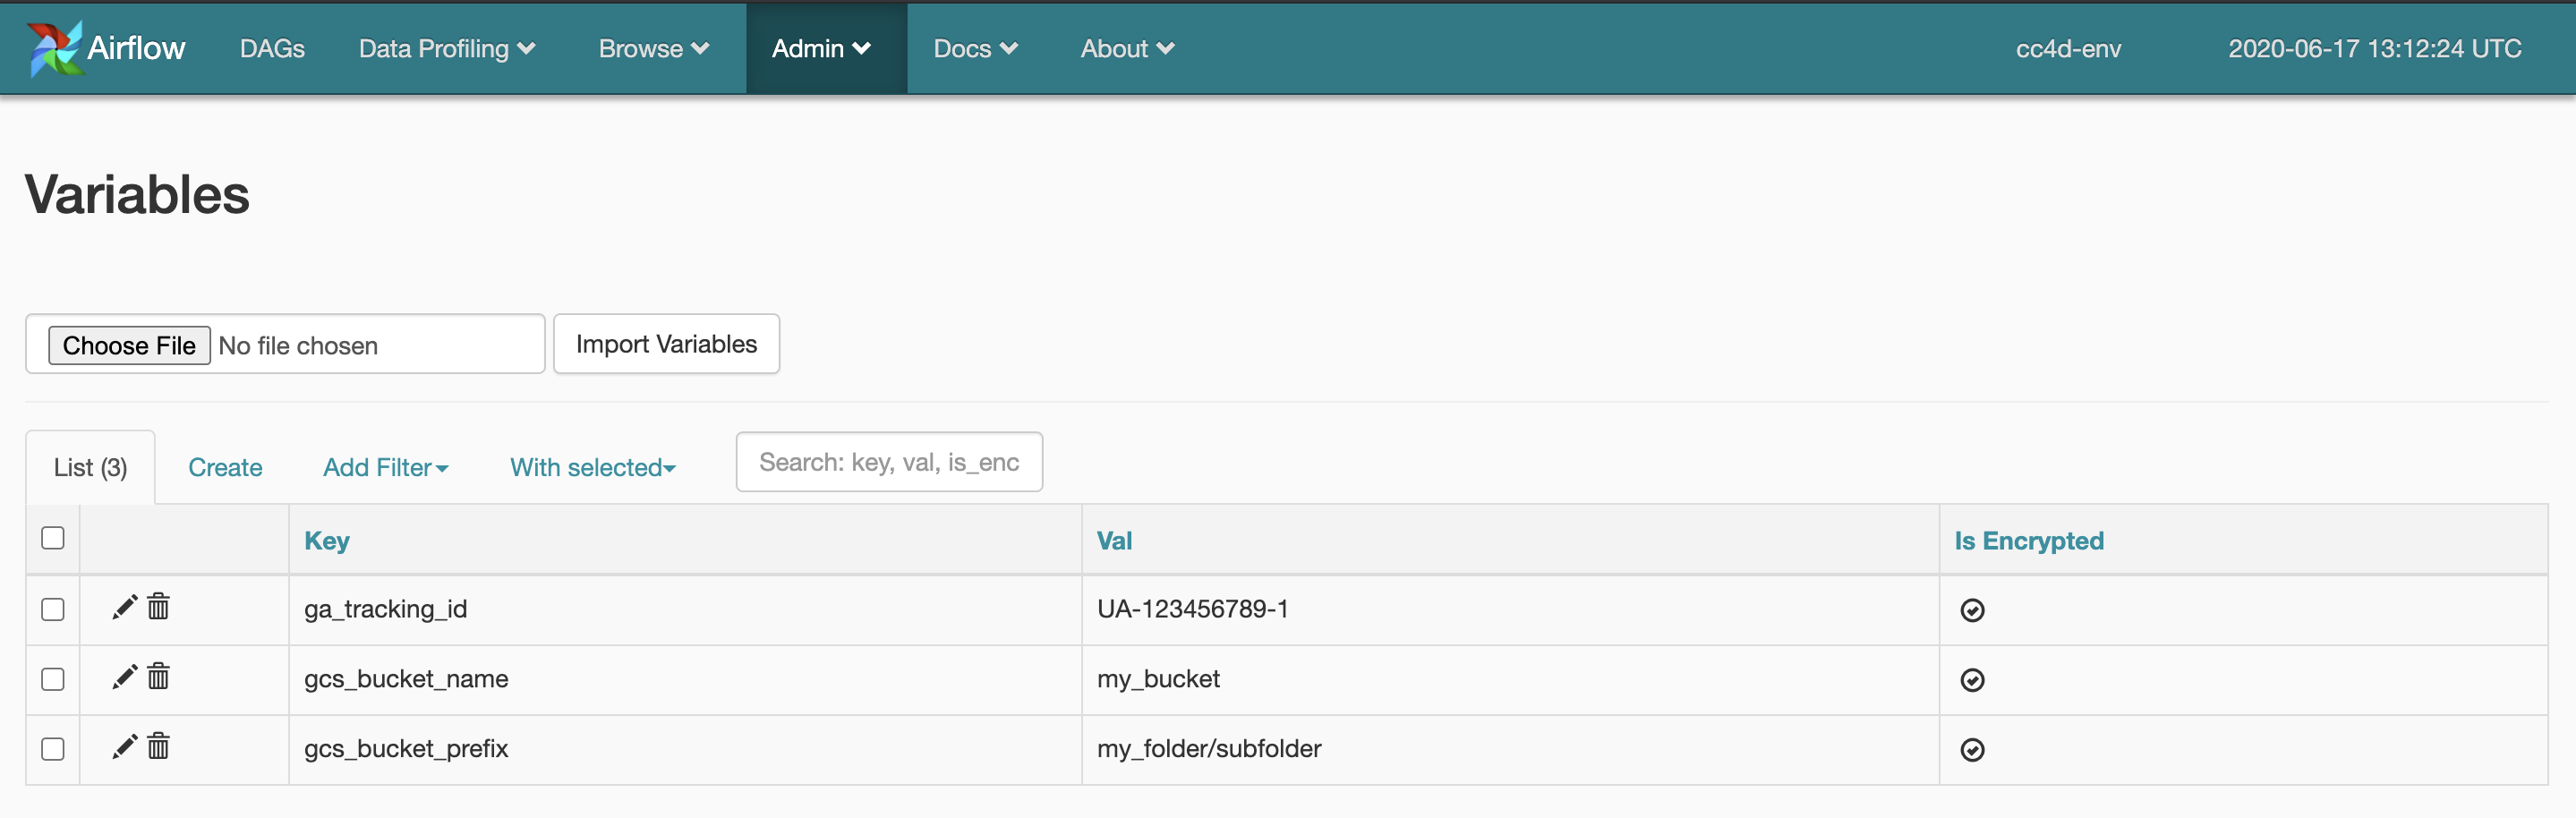 Airflow DAGs Data Profiling Browse Admin Docs About cc4d-env 2020-06-17 13:12:24 UTC
Variables
Choose File No file chosen Import Variables
List (3) Create Add Filter With selected Search: key, val, is_enc
Key Val Is Encrypted
ga_tracking_id UA-123456789-1
gcs_bucket_name my_bucket
gcs_bucket_prefix my_folder/subfolder